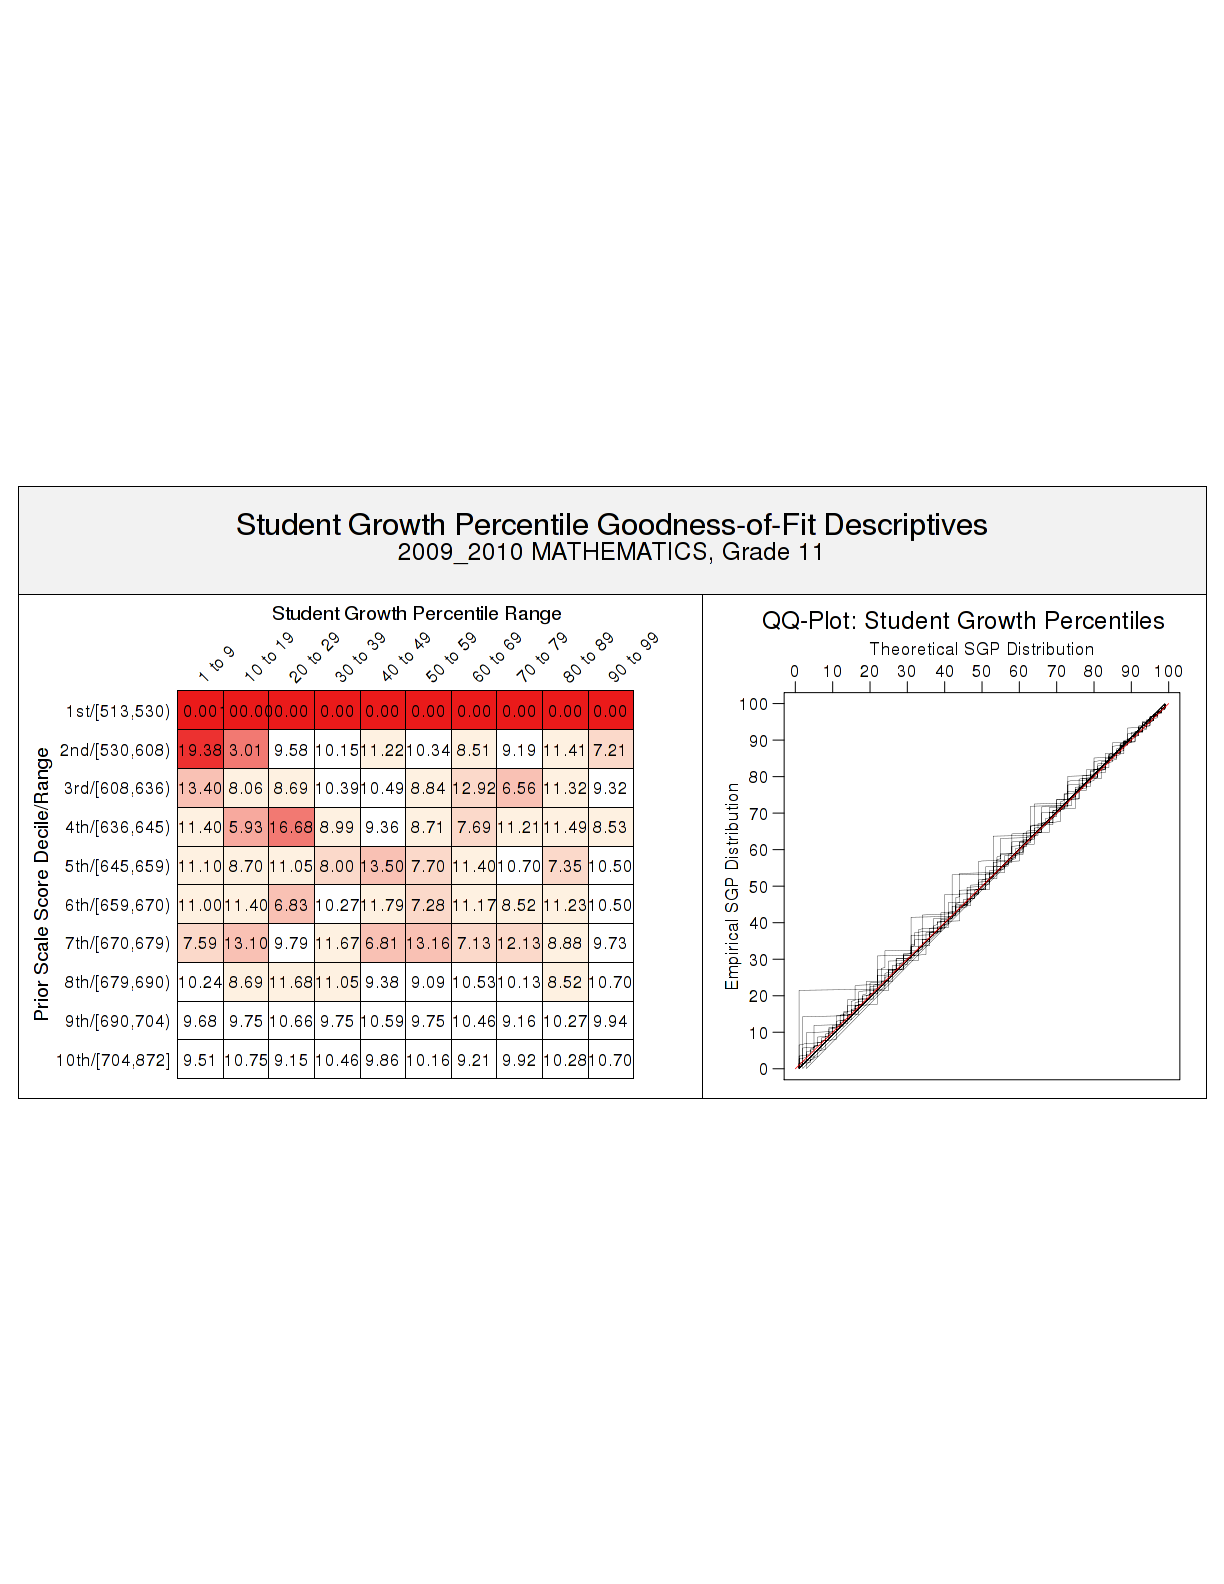 Student Growth Percentile Goodness-of-Fit Descriptives
2009_2010 MATHEMATICS, Grade 11
Student Growth Percentile Range
1 to 9 10 to 19 20 to 29 30 to 39 40 to 49 50 to 59 60 to 69 70 to 79 80 to 89 90 to 99
Prior Scale Score Decile/Range
1st/[513,530) 0.00 100.00 0.00 0.00 0.00 0.00 0.00 0.00 0.00 0.00
2nd/[530,608) 19.38 3.01 9.58 10.15 11.22 10.34 8.51 9.19 11.41 7.21
3rd/[608,636) 13.40 8.06 8.69 10.39 10.49 8.84 12.92 6.56 11.32 9.32
4th/[636,645) 11.40 5.93 16.68 8.99 9.36 8.71 7.69 11.21 11.49 8.53
5th/[645,659) 11.10 8.70 11.05 8.00 13.50 7.70 11.40 10.70 7.35 10.50
6th/[659,670) 11.00 11.40 6.83 10.27 11.79 7.28 11.17 8.52 11.23 10.50
7th/[670,679) 7.59 13.10 9.79 11.67 6.81 13.16 7.13 12.13 8.88 9.73
8th/[679,690) 10.24 8.69 11.68 11.05 9.38 9.09 10.53 10.13 8.52 10.70
9th/[690,704) 9.68 9.75 10.66 9.75 10.59 9.75 10.46 9.16 10.27 9.94
10th/[704,872] 9.51 10.75 9.15 10.46 9.86 10.16 9.21 9.92 10.28 10.70
QQ-Plot: Student Growth Percentiles
Theoretical SGP Distribution
0 10 20 30 40 50 60 70 80 90 100
Empirical SGP Distribution
100
90
80
70
60
50
40
30
20
10
0